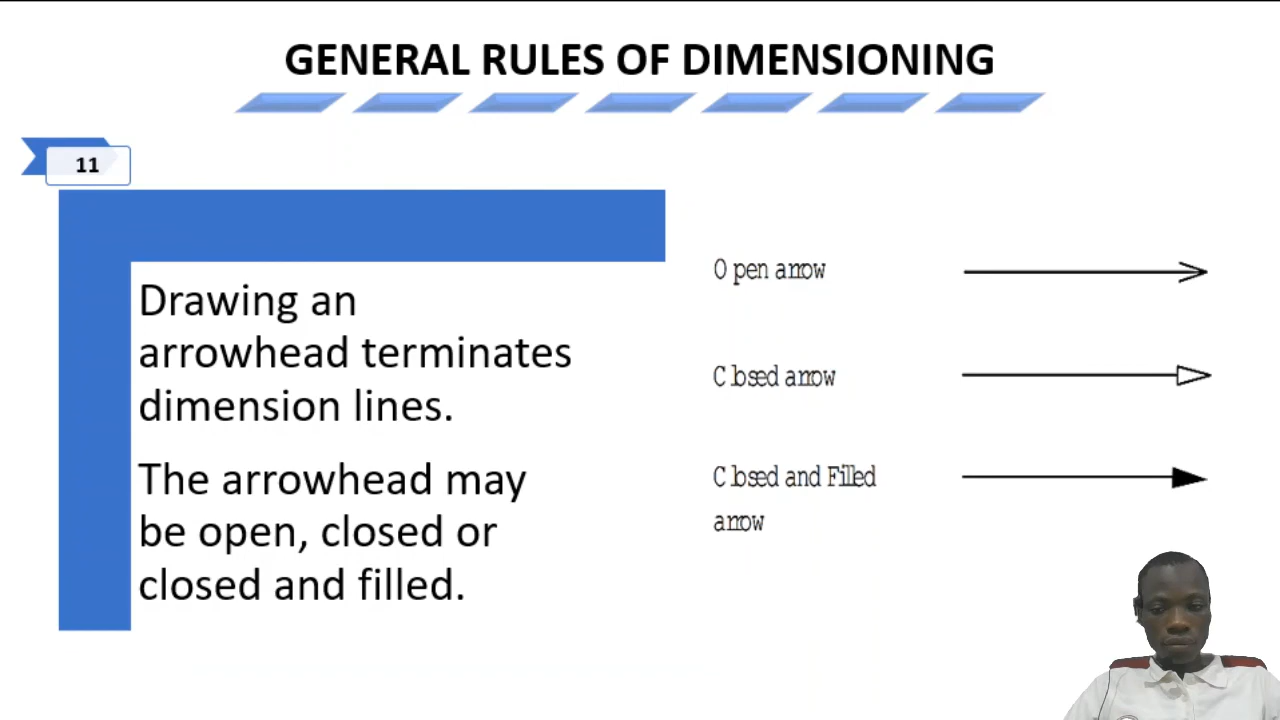 GENERAL RULES OF DIMENSIONING
11
Drawing an
arrowhead terminates
dimension lines.
The arrowhead may
be open, closed or
closed and filled.
Open arrow
Closed arrow
Closed and Filled
arrow